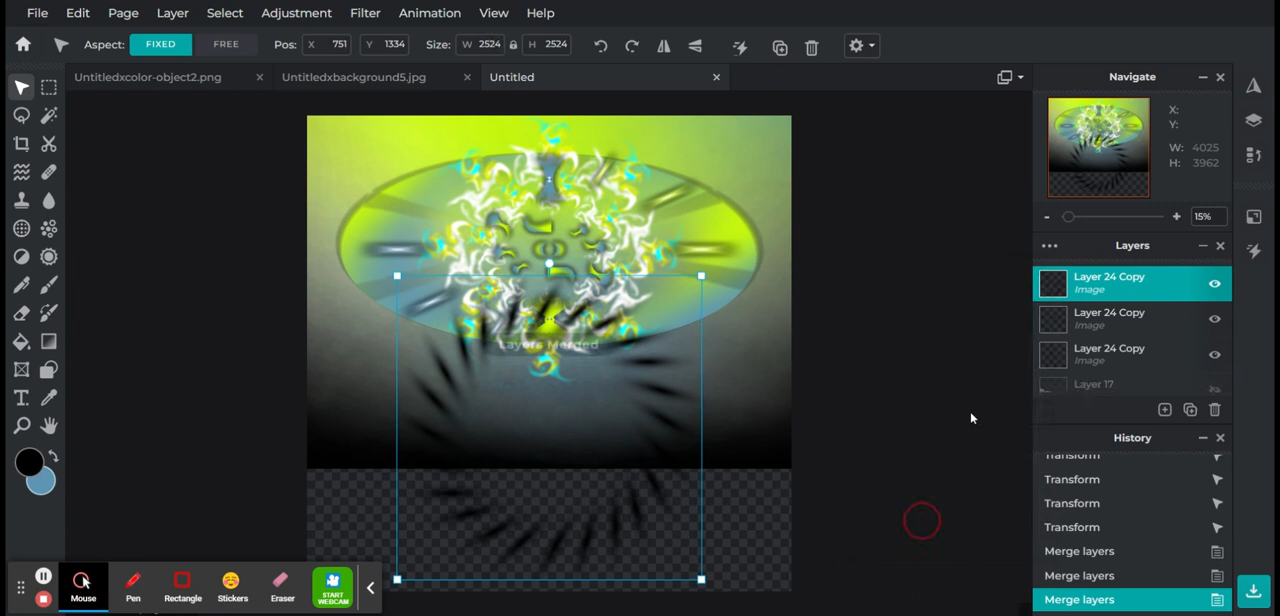 File Edit Page Layer Select Adjustment Filter Animation View Help
Aspect: FIXED FREE Pos: X 751 Y 1334 Size: W 2524 H 2524
Untitledxcolor-object2.png Untitledxbackground5.jpg Untitled
Navigate
X:
Y:
W: 4025
H: 3962
15%
Layers
Layer 24 Copy
Image
Layer 24 Copy
Image
Layer 24 Copy
Image
Layer 17
Layers Merged
History
Transform
Transform
Transform
Transform
Merge layers
Merge layers
Merge layers
Mouse Pen Rectangle Stickers Eraser START
WEBCAM